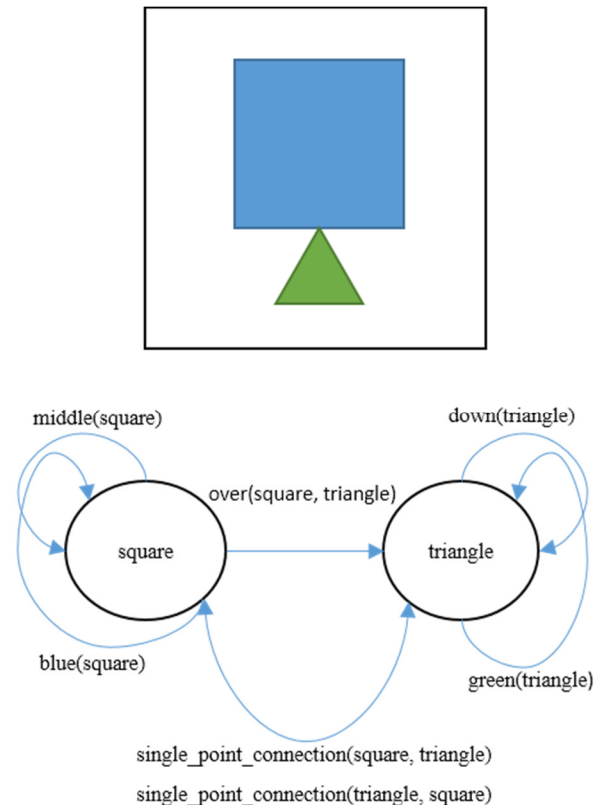 middle(square)
down(triangle)
over(square, triangle)
square
triangle
blue(square)
green(triangle)
single_point_connection(square, triangle)
single_point_connection(triangle, square)